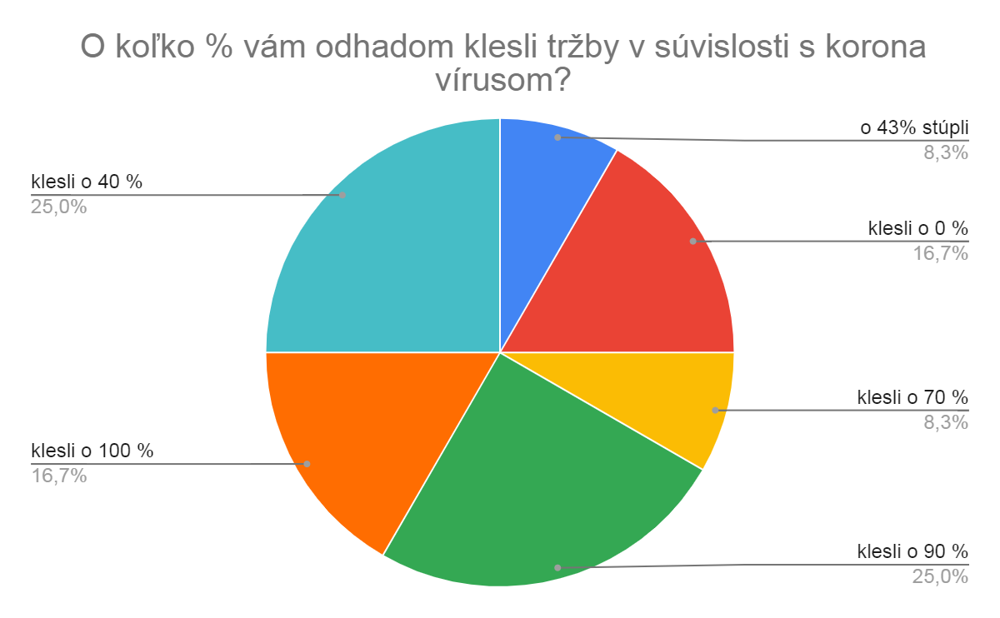 O koľko % vám odhadom klesli tržby v súvislosti s korona
vírusom?
o 43% stúpli
8,3%
klesli o 0 %
16,7%
klesli o 70 %
8,3%
klesli o 90 %
25,0%
klesli o 100 %
16,7%
klesli o 40 %
25,0%